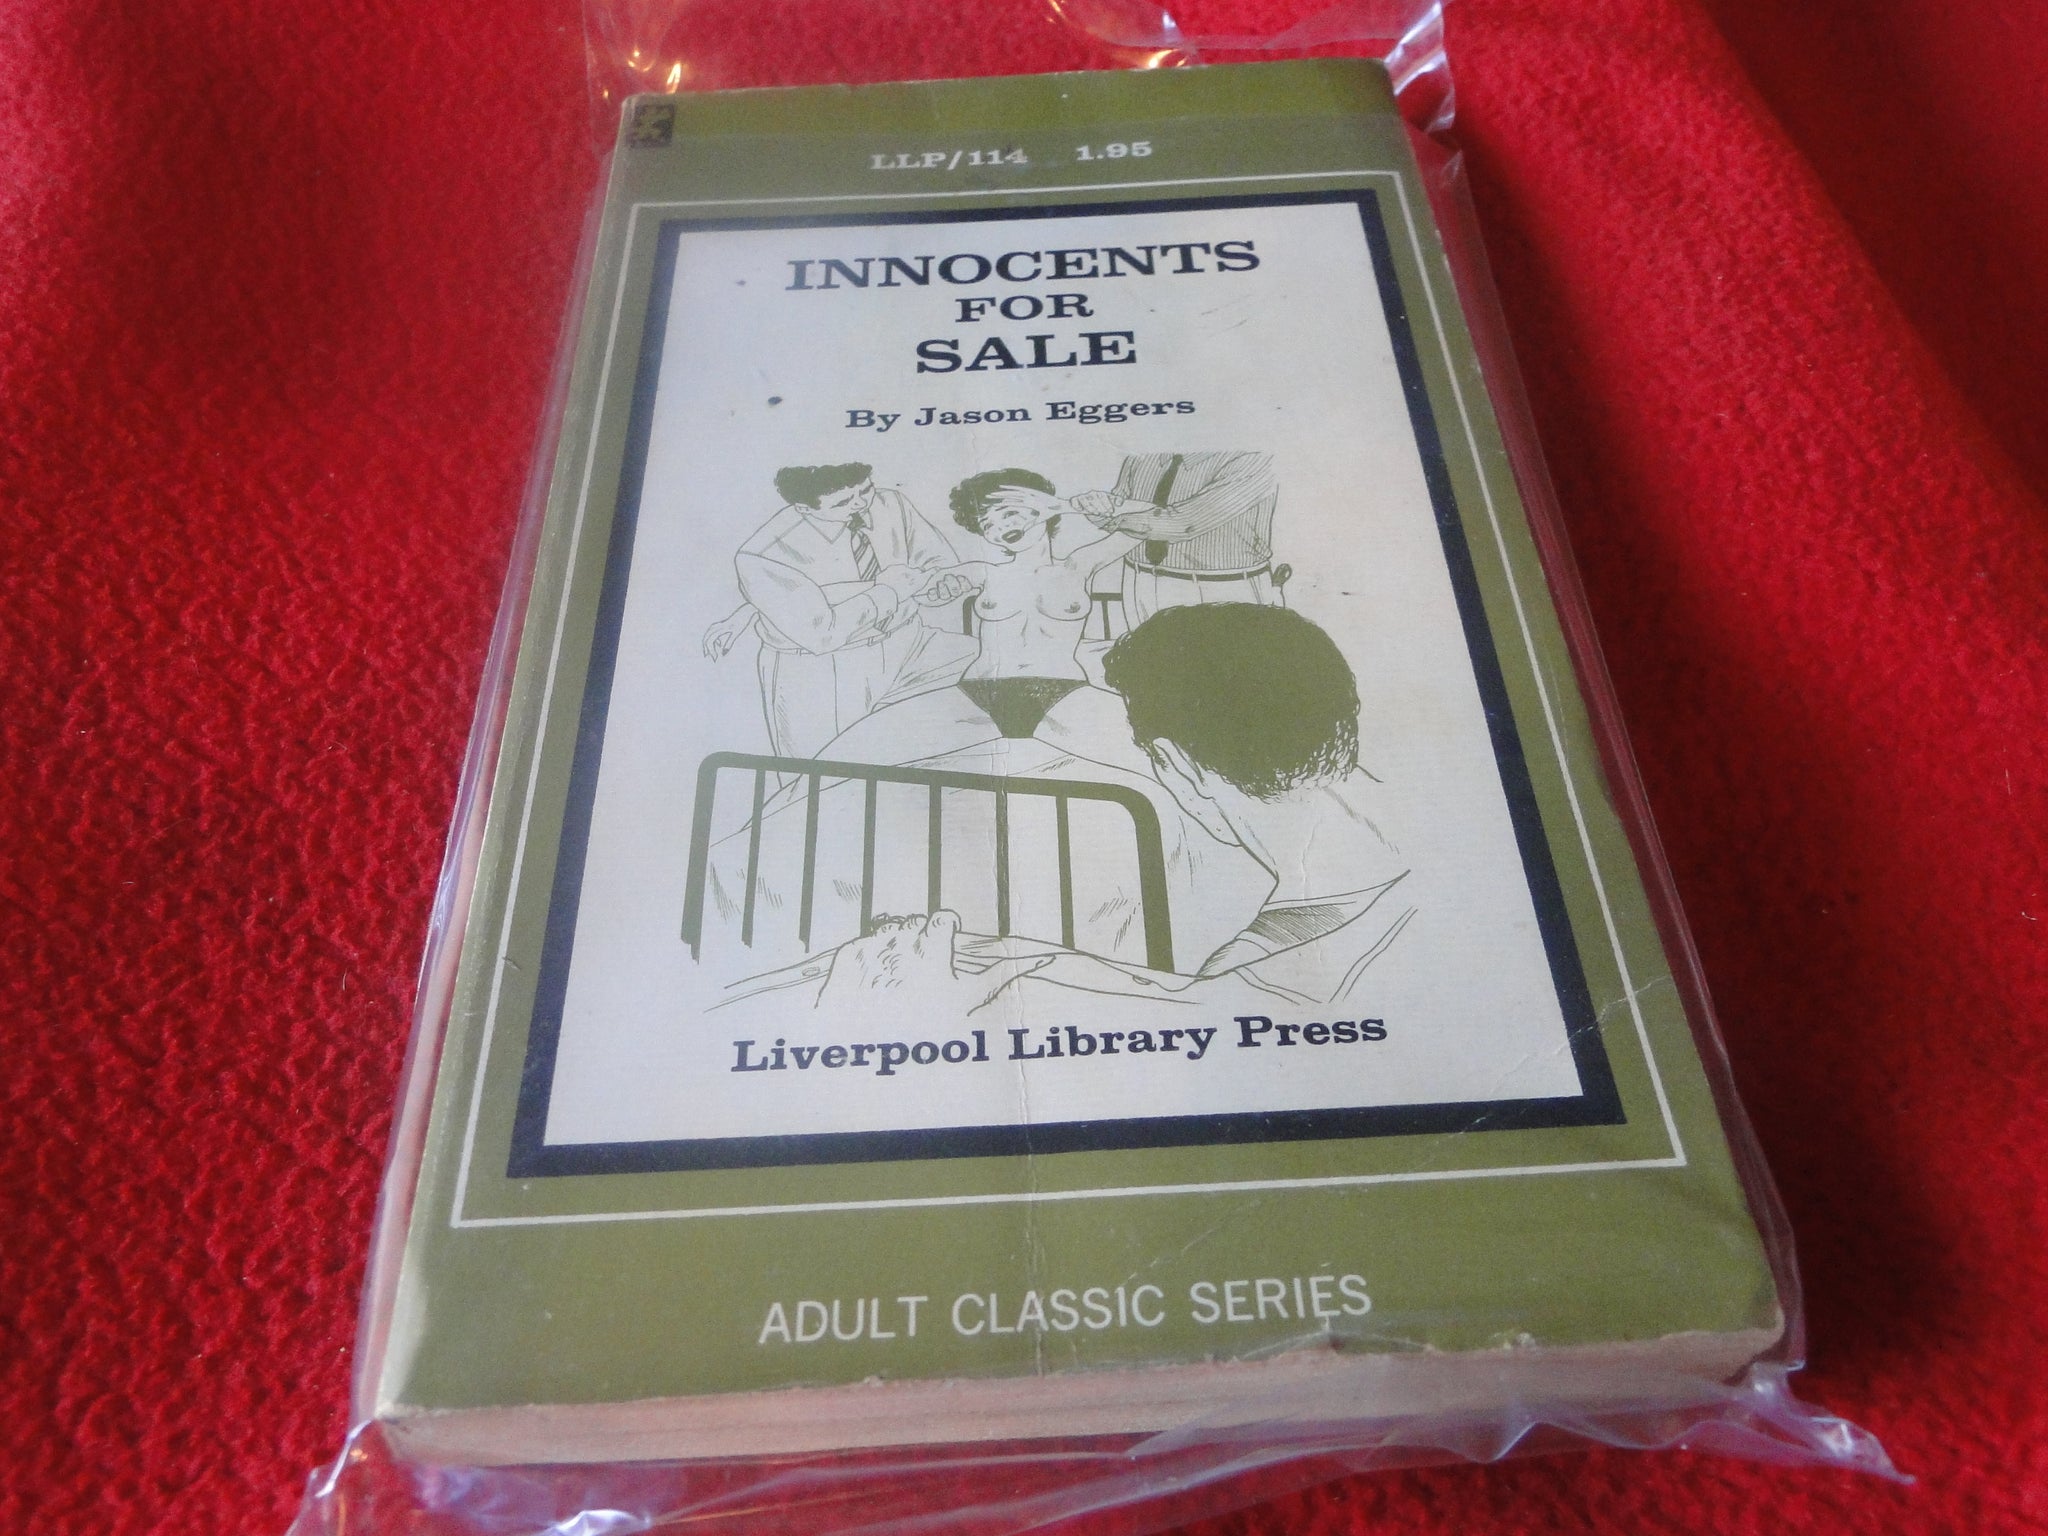 LLP/114 1.95
INNOCENTS
FOR
SALE
By Jason Eggers
Liverpool Library Press
ADULT CLASSIC SERIES